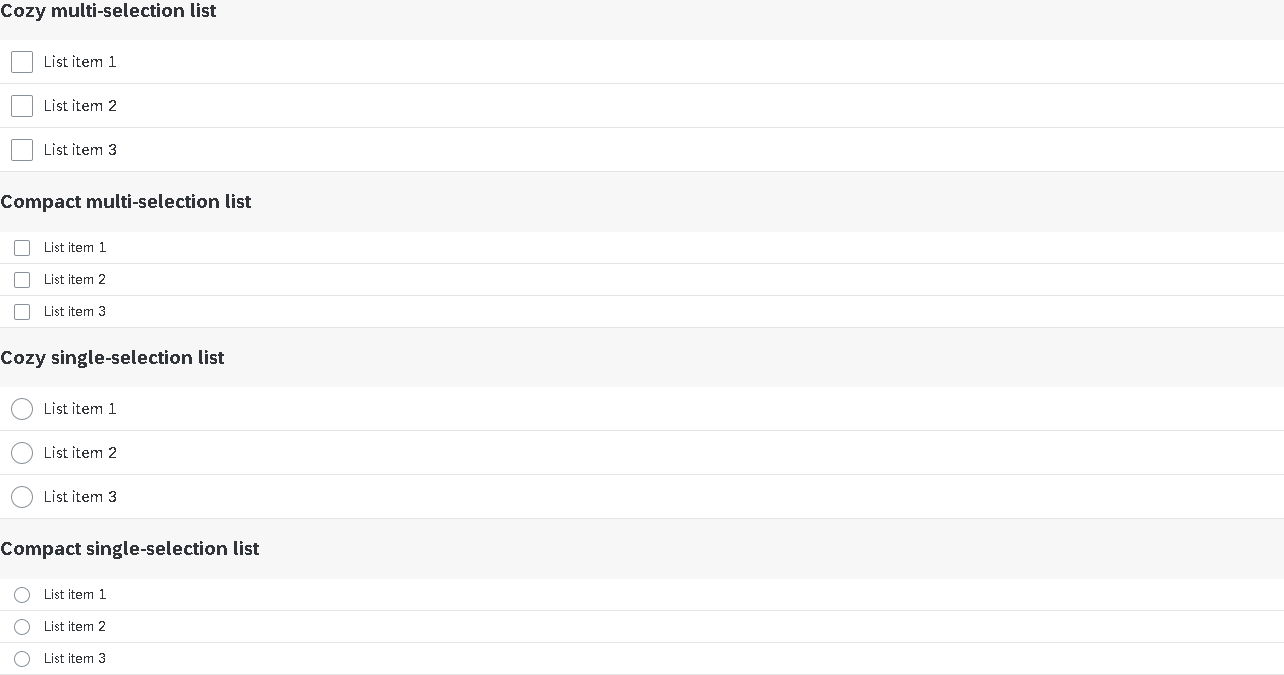 Cozy multi-selection list
List item 1
List item 2
List item 3
Compact multi-selection list
List item 1
List item 2
List item 3
Cozy single-selection list
List item 1
List item 2
List item 3
Compact single-selection list
List item 1
List item 2
List item 3